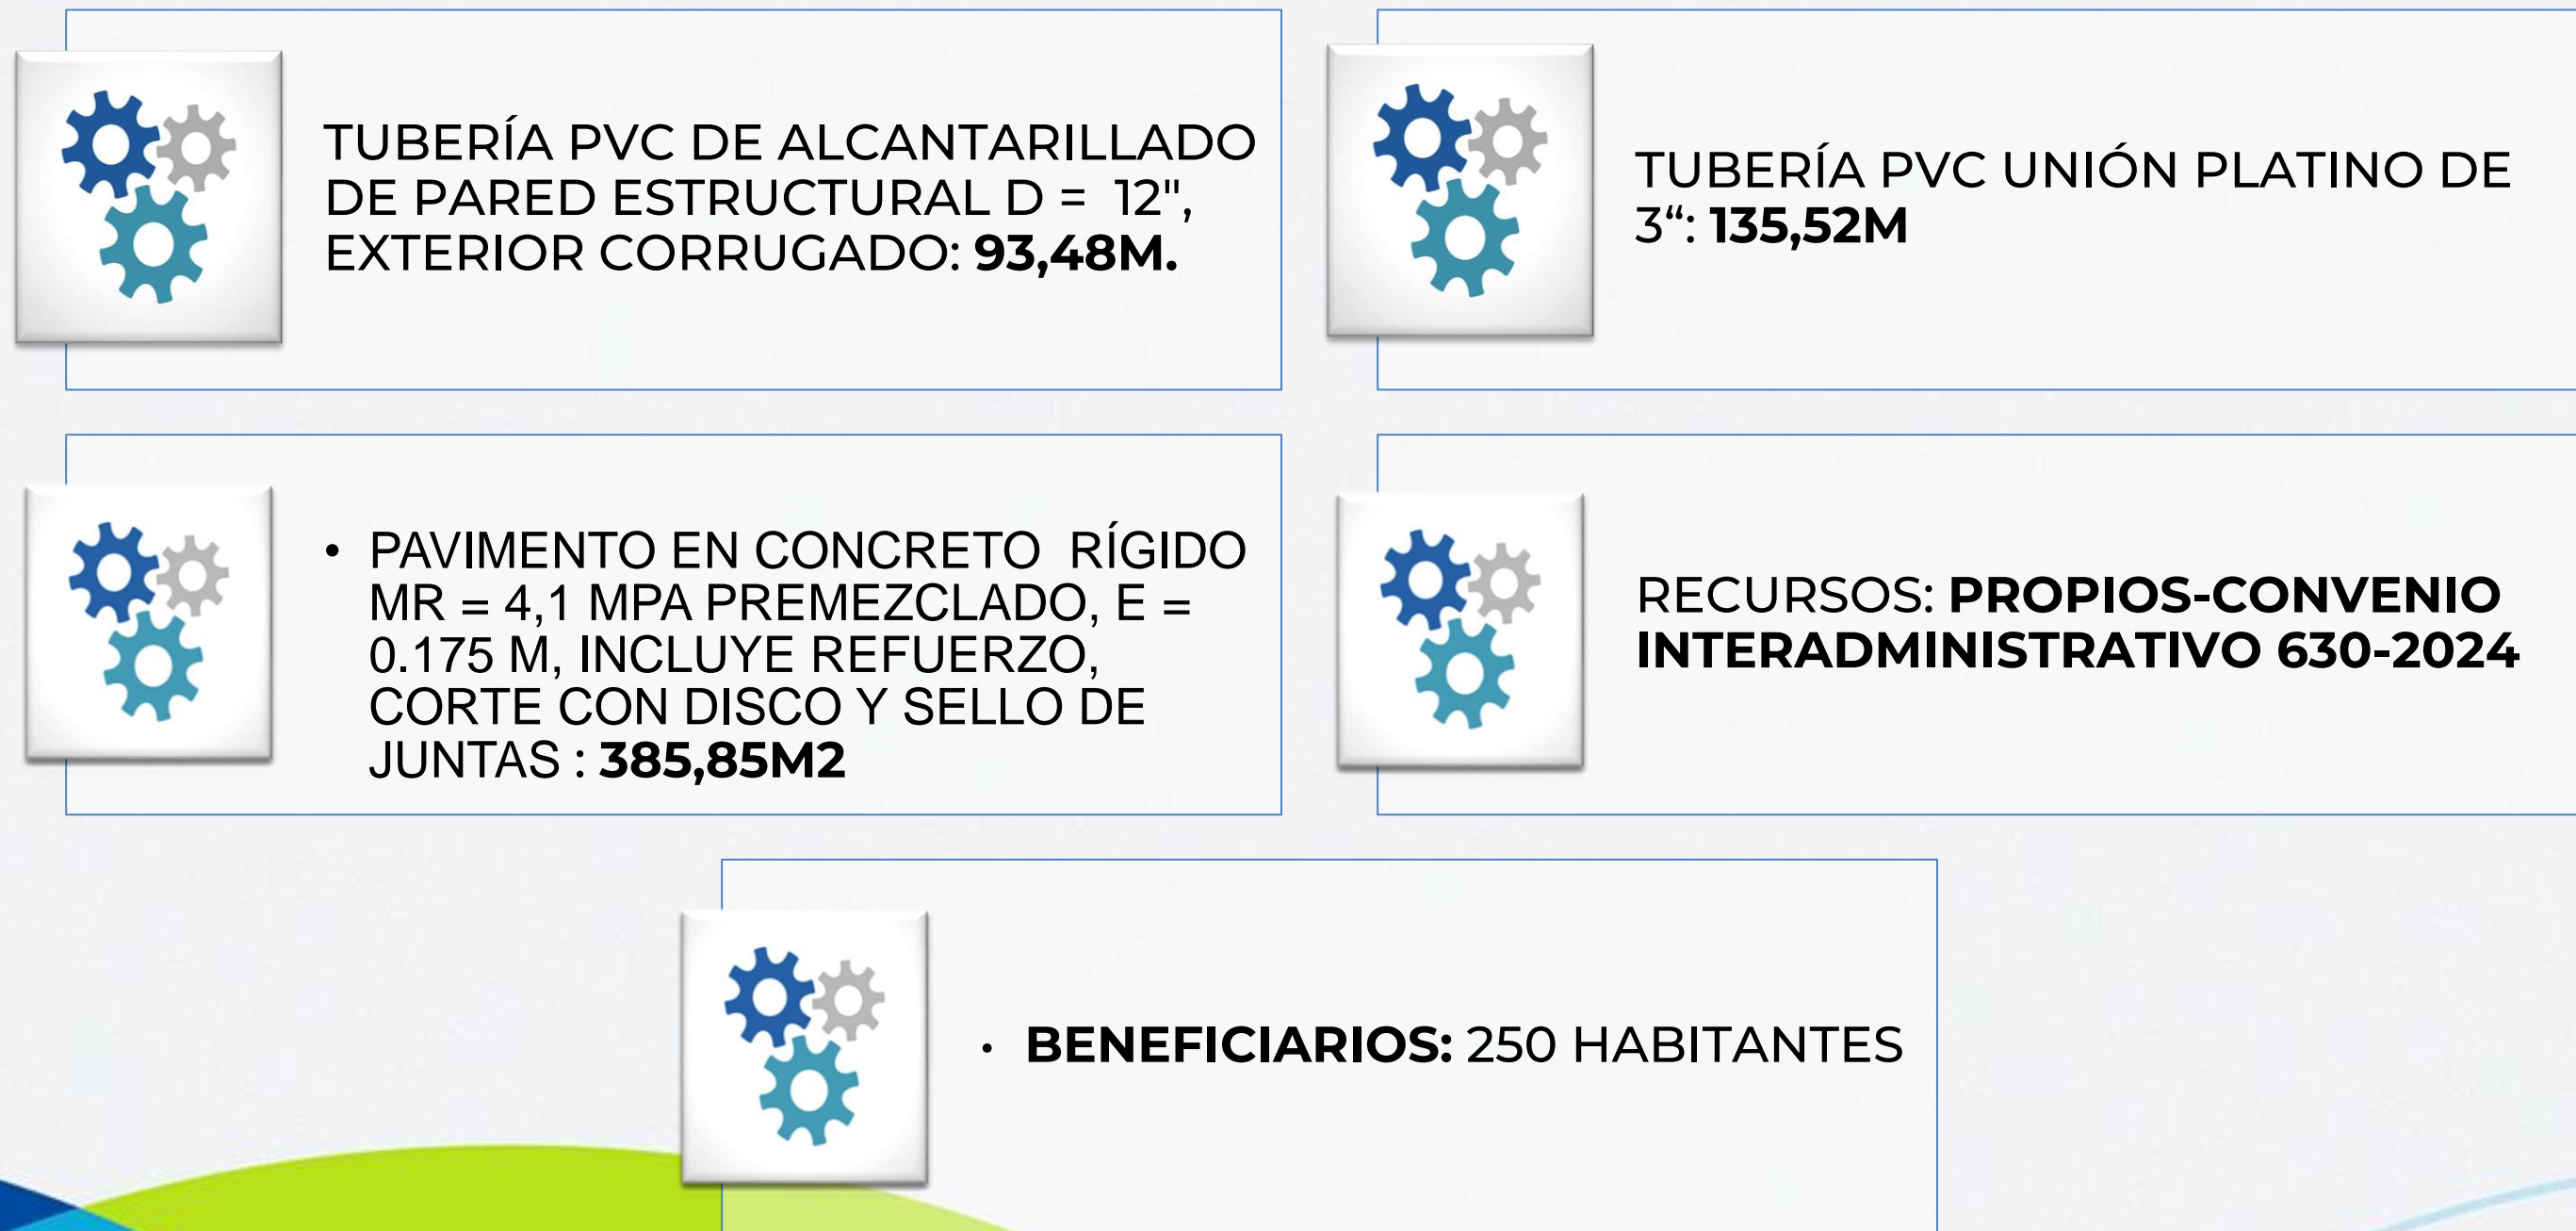 TUBERÍA PVC DE ALCANTARILLADO
DE PARED ESTRUCTURAL D =  12",
EXTERIOR CORRUGADO: 93,48M.
TUBERÍA PVC UNIÓN PLATINO DE
3“: 135,52M
• PAVIMENTO EN CONCRETO  RÍGIDO
MR = 4,1 MPA PREMEZCLADO, E =
0.175 M, INCLUYE REFUERZO,
CORTE CON DISCO Y SELLO DE
JUNTAS : 385,85M2
RECURSOS: PROPIOS-CONVENIO
INTERADMINISTRATIVO 630-2024
• BENEFICIARIOS: 250 HABITANTES